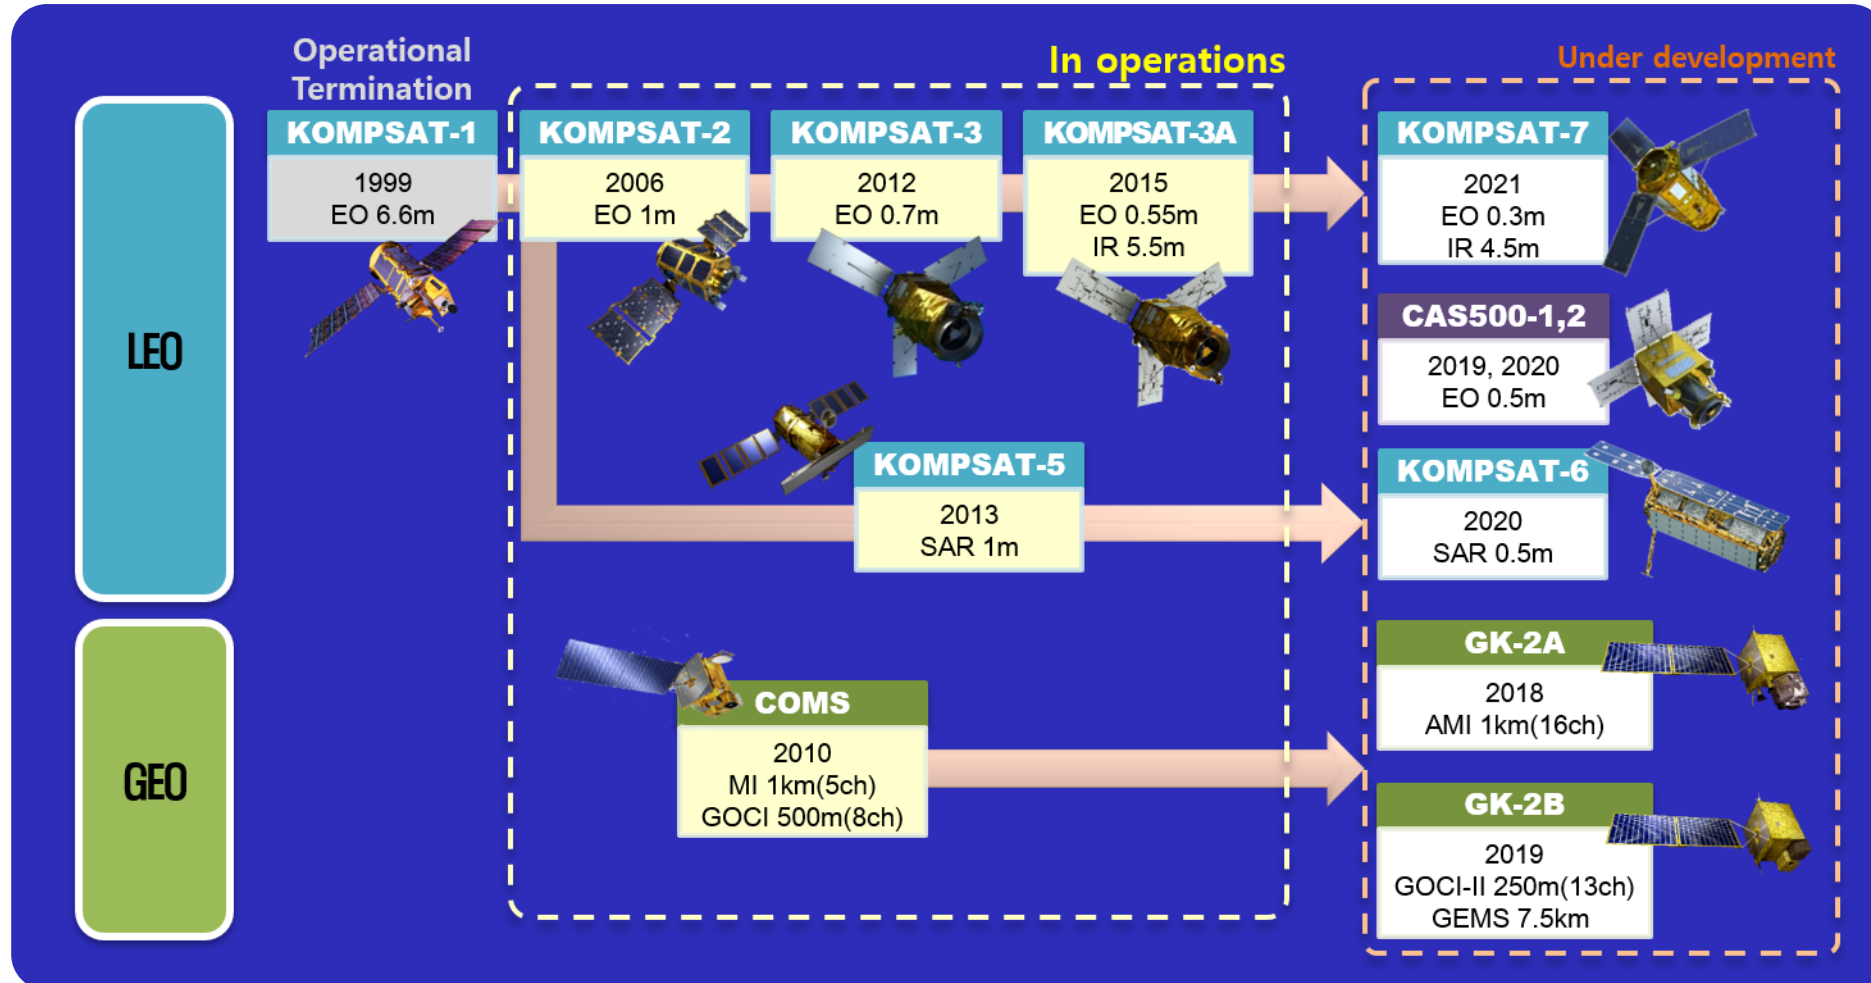 Operational
Termination
In operations
Under development
LEO
KOMPSAT-1
1999
EO 6.6m
KOMPSAT-2
2006
EO 1m
KOMPSAT-3
2012
EO 0.7m
KOMPSAT-3A
2015
EO 0.55m
IR 5.5m
KOMPSAT-7
2021
EO 0.3m
IR 4.5m
CAS500-1,2
2019, 2020
EO 0.5m
KOMPSAT-5
2013
SAR 1m
KOMPSAT-6
2020
SAR 0.5m
GEO
COMS
2010
MI 1km(5ch)
GOCI 500m(8ch)
GK-2A
2018
AMI 1km(16ch)
GK-2B
2019
GOCI-II 250m(13ch)
GEMS 7.5km